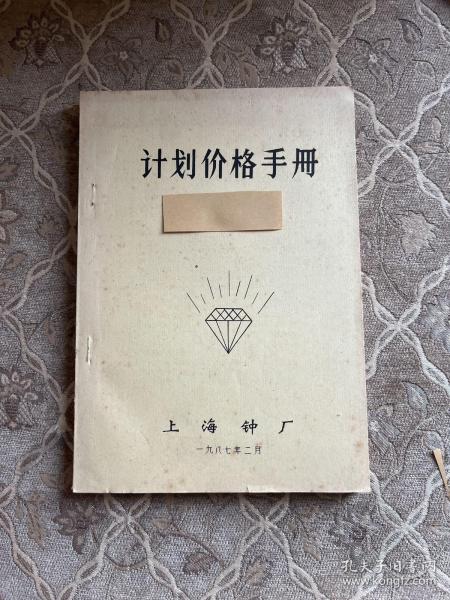 计划价格手册
上海钟厂
一九八七年二月
孔夫子旧书网
www.kongfz.com